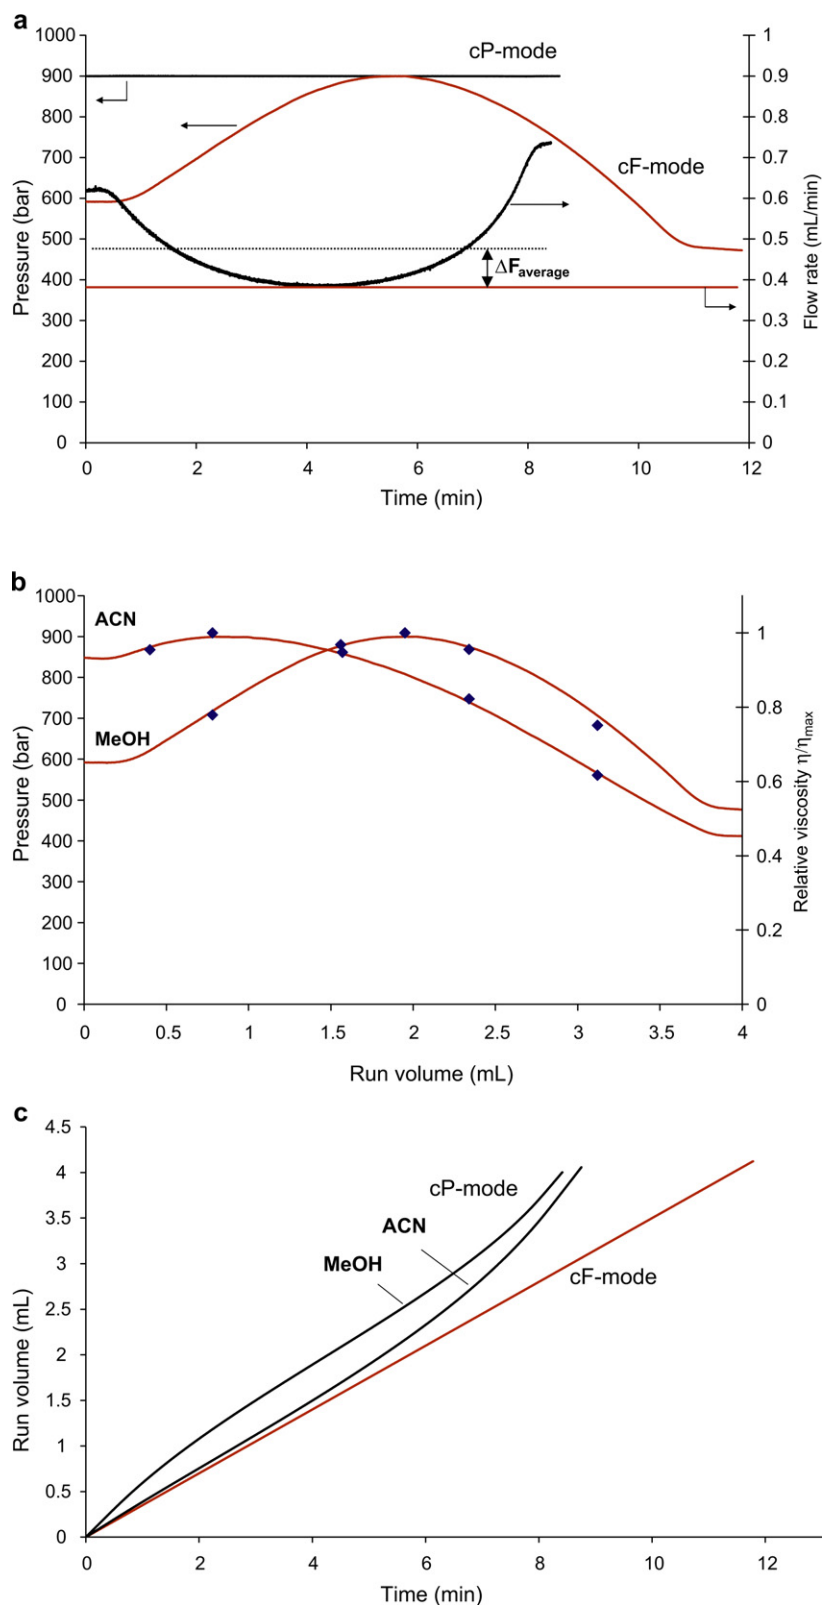 a
1000
900
800
700
600
500
400
300
200
100
0
Pressure (bar)
cP-mode
cF-mode
ΔFaverage
1
0.9
0.8
0.7
0.6
0.5
0.4
0.3
0.2
0.1
0
Flow rate (mL/min)
0 2 4 6 8 10 12
Time (min)
b
1000
900
800
700
600
500
400
300
200
100
0
Pressure (bar)
ACN
MeOH
1
0.8
0.6
0.4
0.2
0
Relative viscosity η/ηmax
0 0.5 1 1.5 2 2.5 3 3.5 4
Run volume (mL)
c
4.5
4
3.5
3
2.5
2
1.5
1
0.5
0
Run volume (mL)
cP-mode
ACN
MeOH
cF-mode
0 2 4 6 8 10 12
Time (min)